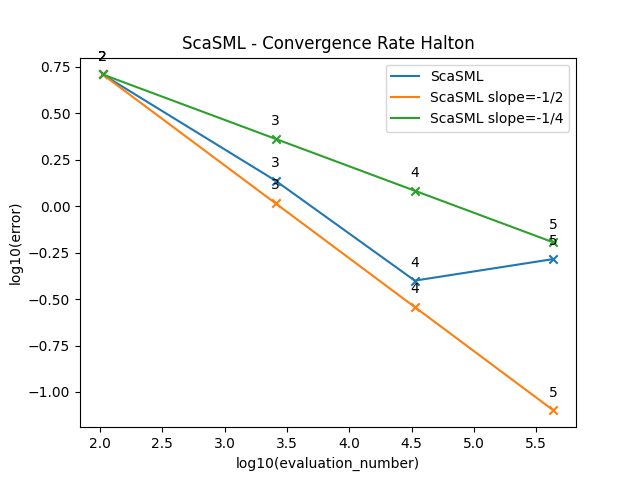 ScaSML - Convergence Rate Halton
ScaSML
ScaSML slope=-1/2
ScaSML slope=-1/4
log10(error)
0.75
0.50
0.25
0.00
−0.25
−0.50
−0.75
−1.00
2
3
3
3
4
4
4
5
5
5
2.0 2.5 3.0 3.5 4.0 4.5 5.0 5.5
log10(evaluation_number)